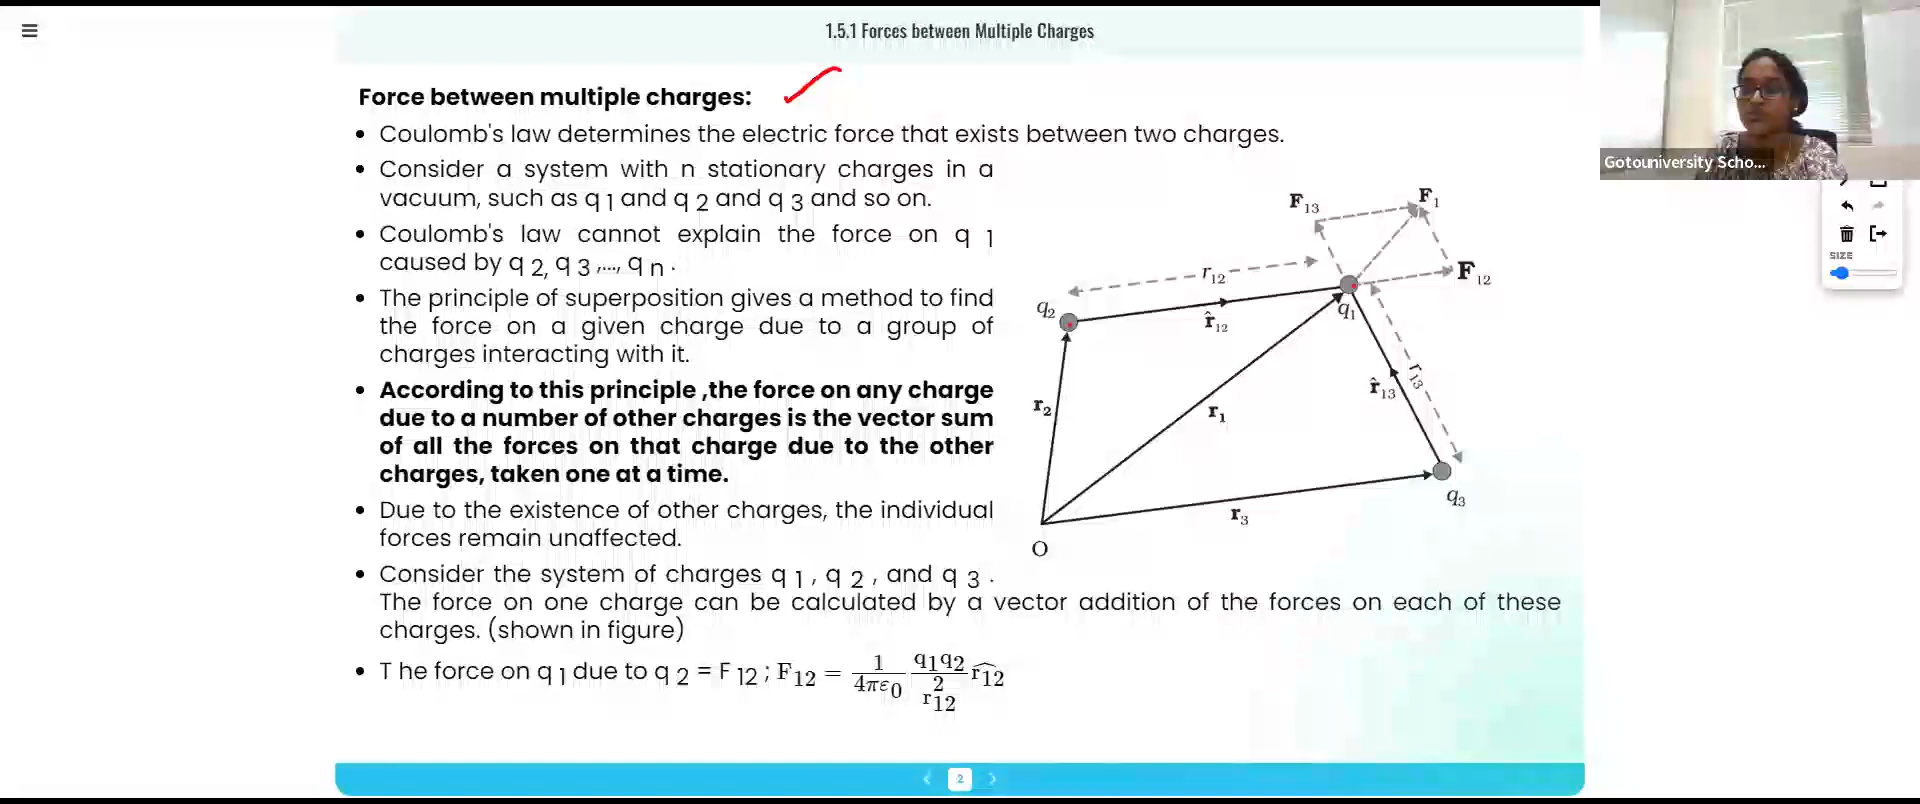 1.5.1 Forces between Multiple Charges
Force between multiple charges:
• Coulomb's law determines the electric force that exists between two charges.
• Consider a system with n stationary charges in a
vacuum, such as q 1 and q 2 and q 3 and so on.
• Coulomb's law cannot explain the force on q 1
caused by q 2, q 3 ,...., q n .
• The principle of superposition gives a method to find
the force on a given charge due to a group of
charges interacting with it.
• According to this principle ,the force on any charge
due to a number of other charges is the vector sum
of all the forces on that charge due to the other
charges, taken one at a time.
• Due to the existence of other charges, the individual
forces remain unaffected.
• Consider the system of charges q 1 , q 2 , and q 3 .
The force on one charge can be calculated by a vector addition of the forces on each of these
charges. (shown in figure)
• T he force on q 1 due to q 2 = F 12 ; F12 = 1/4πε0 q1q2/r12^2 r̂12
F13
F1
r12
F12
q2
r̂12
q1
r13
r̂13
r2
r1
q3
r3
O
2
Gotouniversity Scho...
SIZE